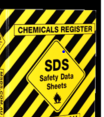 CHEMICALS REGISTER
SDS
Safety Data
Sheets